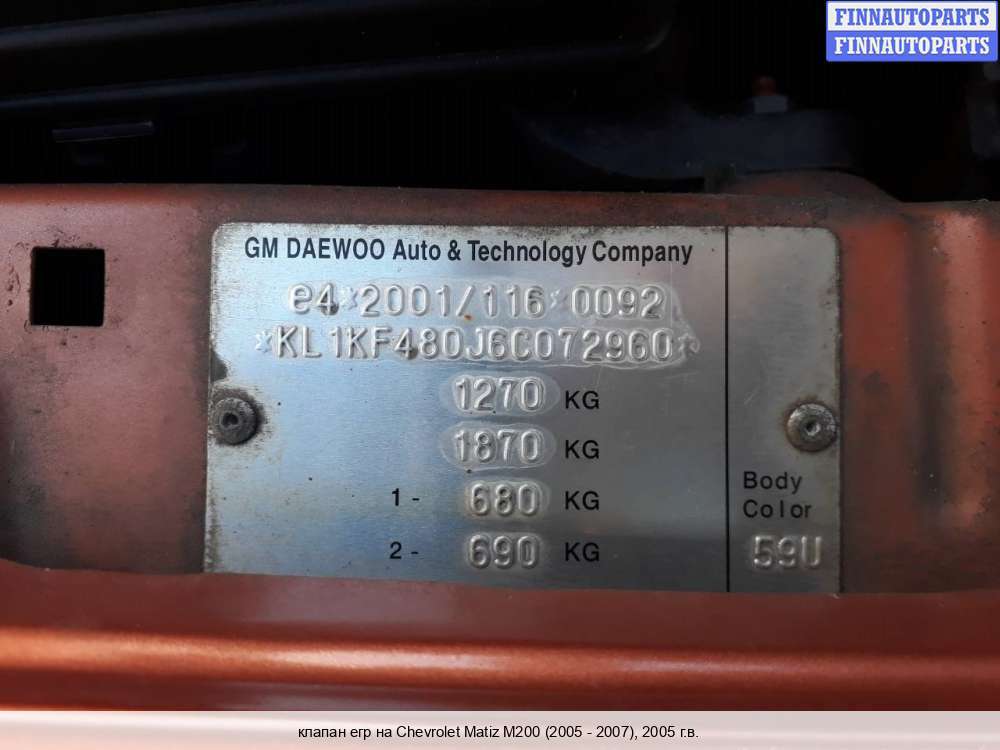 FINNAUTOPARTS
FINNAUTOPARTS
GM DAEWOO Auto & Technology Company
e4*2001/116*0092
*KL1KF480J6C072960*
1270 KG
1870 KG
1- 680 KG
2- 690 KG
Body
Color
59U
клапан егр на Chevrolet Matiz M200 (2005 - 2007), 2005 г.в.